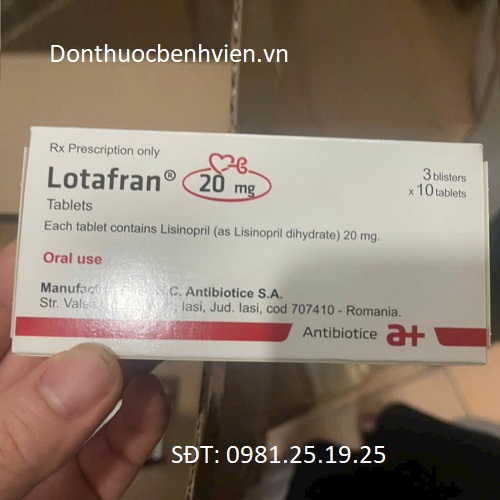 Donthuocbenhvien.vn
Rx Prescription only
Lotafran® 20 mg
3 blisters
x 10 tablets
Tablets
Each tablet contains Lisinopril (as Lisinopril dihydrate) 20 mg.
Oral use
S.C. Antibiotice S.A.
Str. Iasi, Jud. Iasi, cod 707410 - Romania.
Antibiotice a+
SĐT: 0981.25.19.25